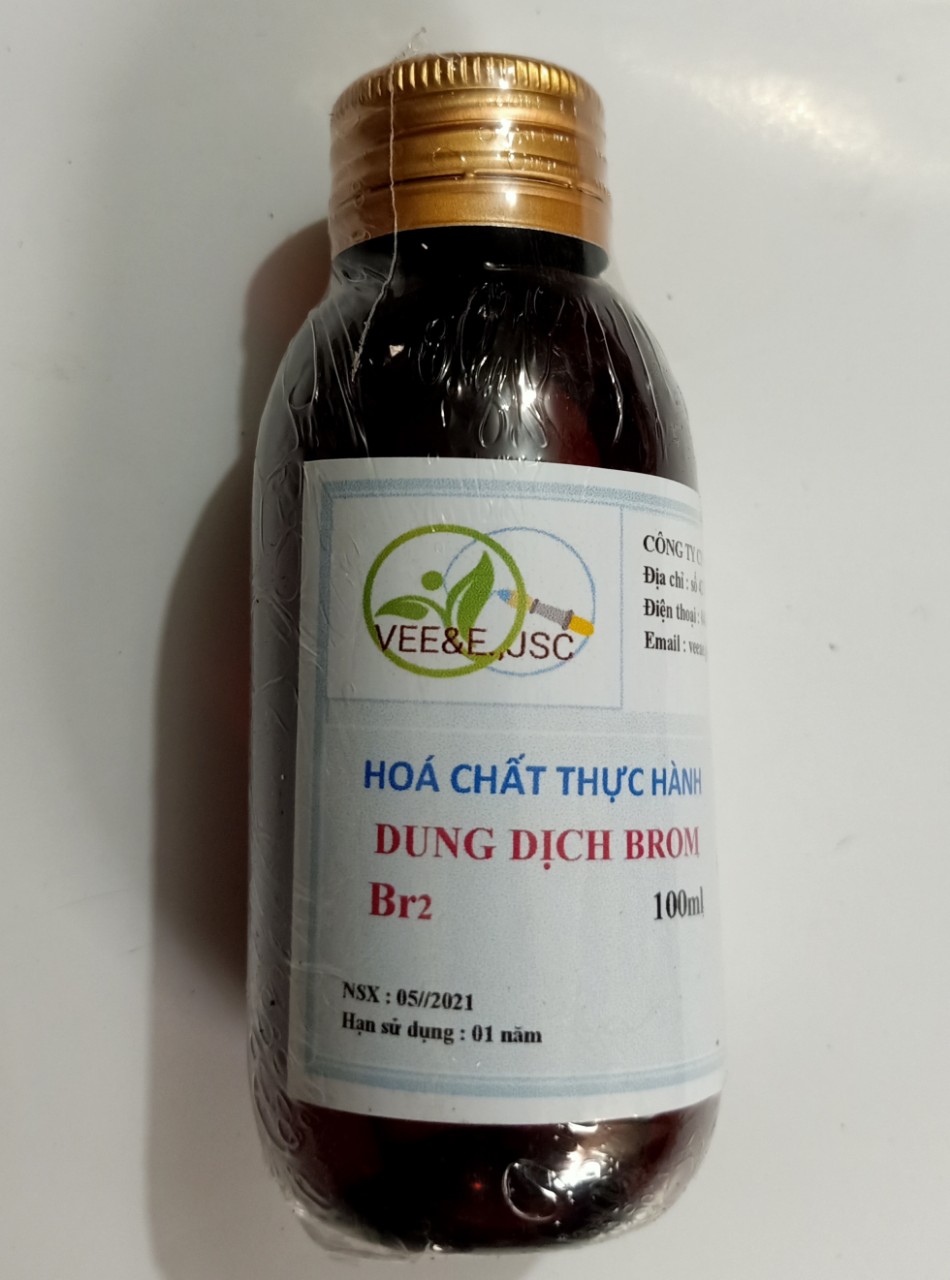 VEE&E.,JSC
CÔNG TY
Địa chỉ : số
Điện thoại :
Email :
HOÁ CHẤT THỰC HÀNH
DUNG DỊCH BROM
Br2 100ml
NSX : 05//2021
Hạn sử dụng : 01 năm